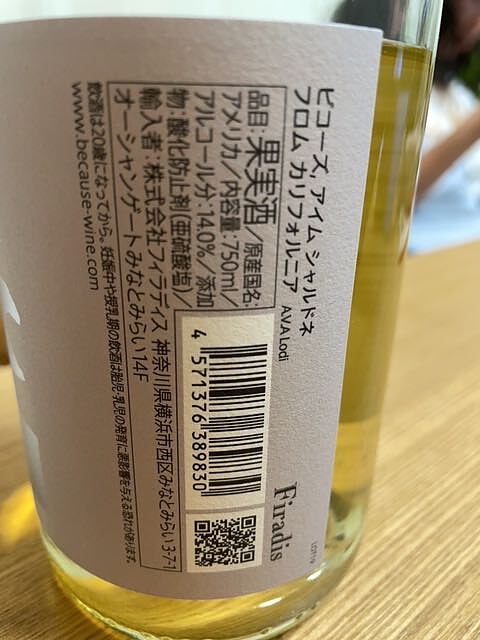 ビコーズ, アイム シャルドネ
フロム カリフォルニア AVA Lodi
品目:果実酒/原産国名:
アメリカ/内容量:750ml/
アルコール分:14.0%/添加
物:酸化防止剤(亜硫酸塩)/
輸入者:株式会社フィラディス 神奈川県横浜市西区みなとみらい3-7-1
オーシャンゲートみなとみらい14F
飲酒は20歳になってから。妊娠中や授乳期の飲酒は胎児・乳児の発育に悪影響を与える恐れが有ります。
www.because-wine.com
4 571376 389830
Firadis